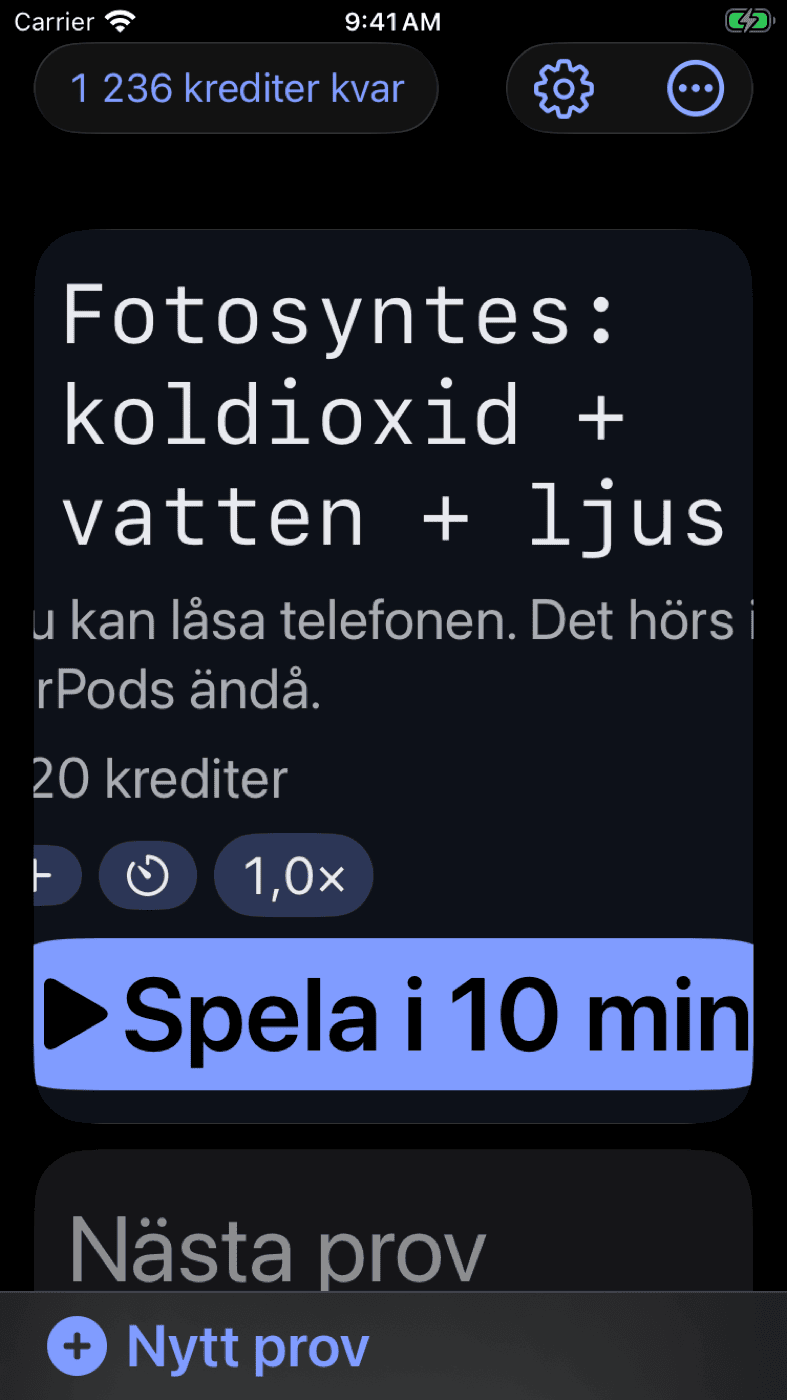 Carrier 9:41 AM
1 236 krediter kvar
Fotosyntes:
koldioxid +
vatten + ljus
u kan låsa telefonen. Det hörs i
rPods ändå.
20 krediter
+ 1,0×
Spela i 10 min
Nästa prov
Nytt prov